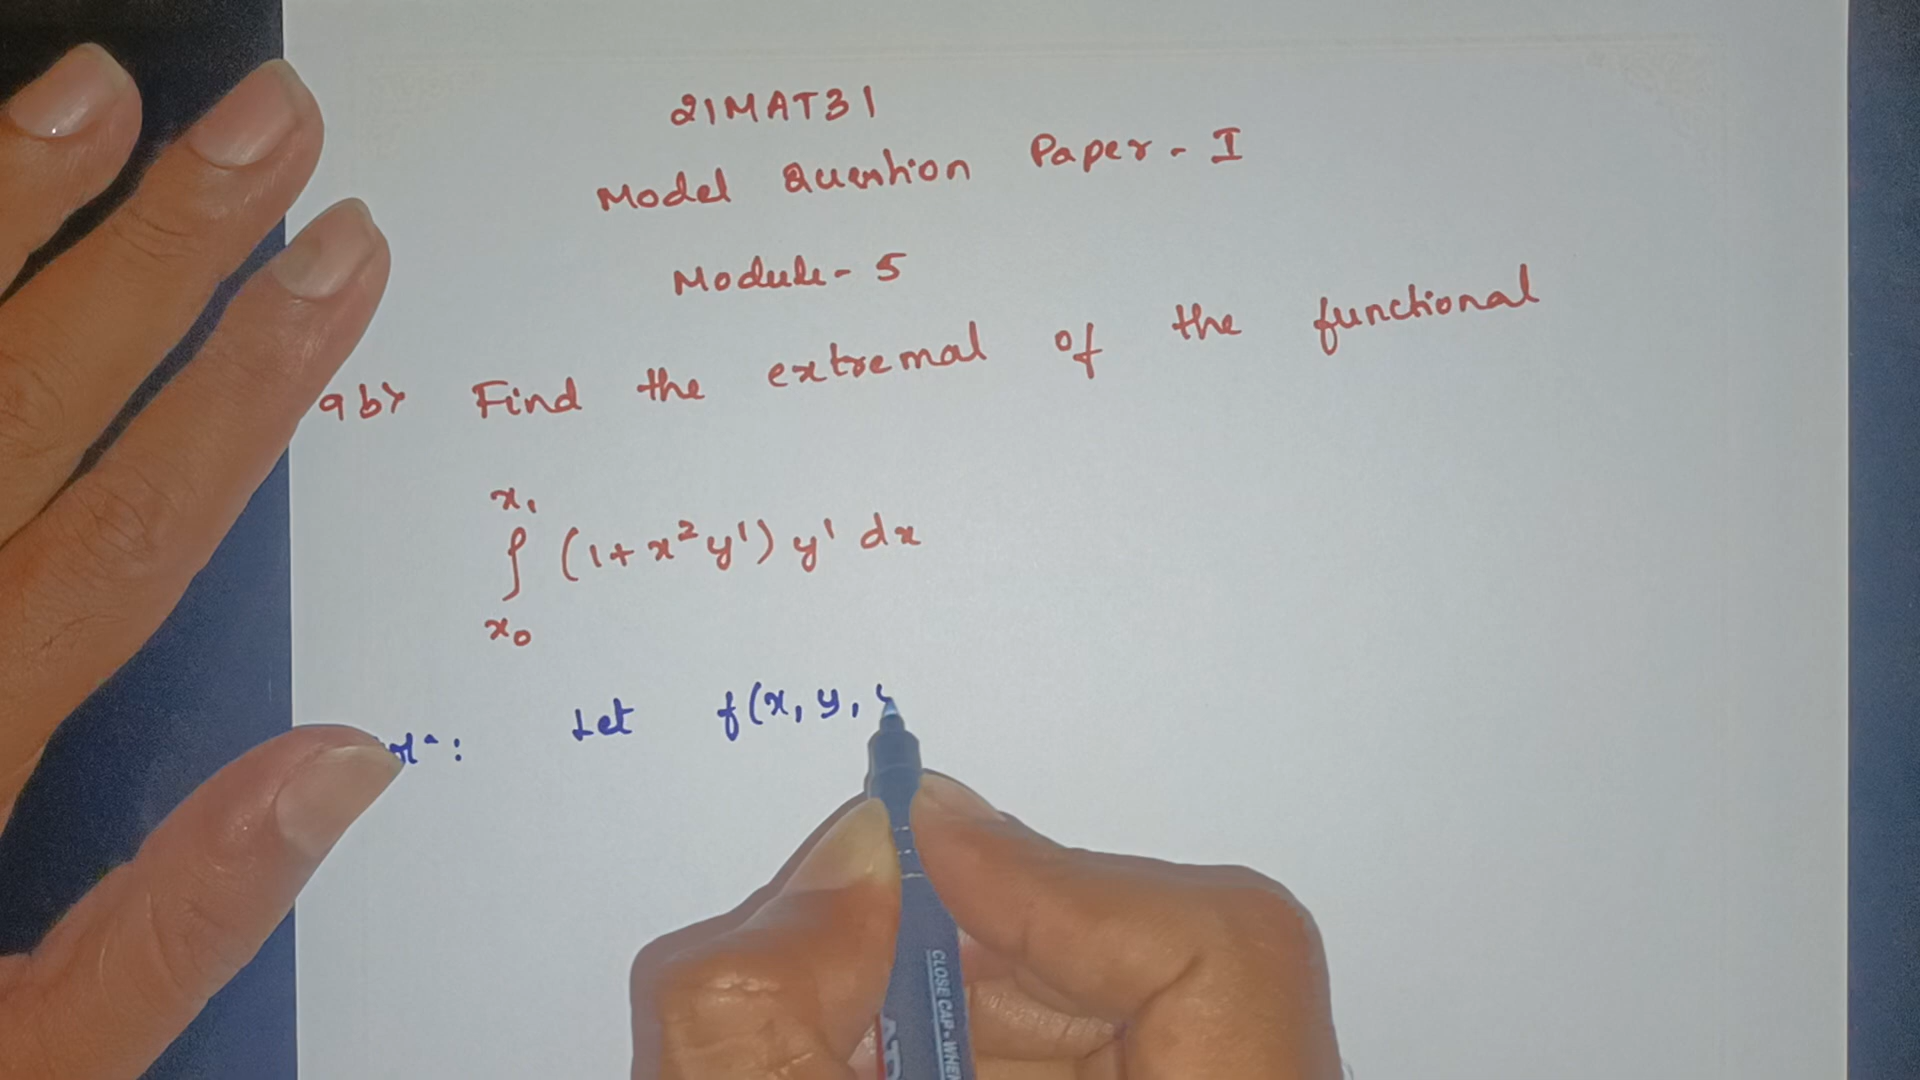 21MAT31
Model Question Paper - I
Module - 5
9b> Find the extremal of the functional
x₁
∫ (1+x²y')y' dx
x₀
: Let f(x, y,
CLOSE CAP - WHEN